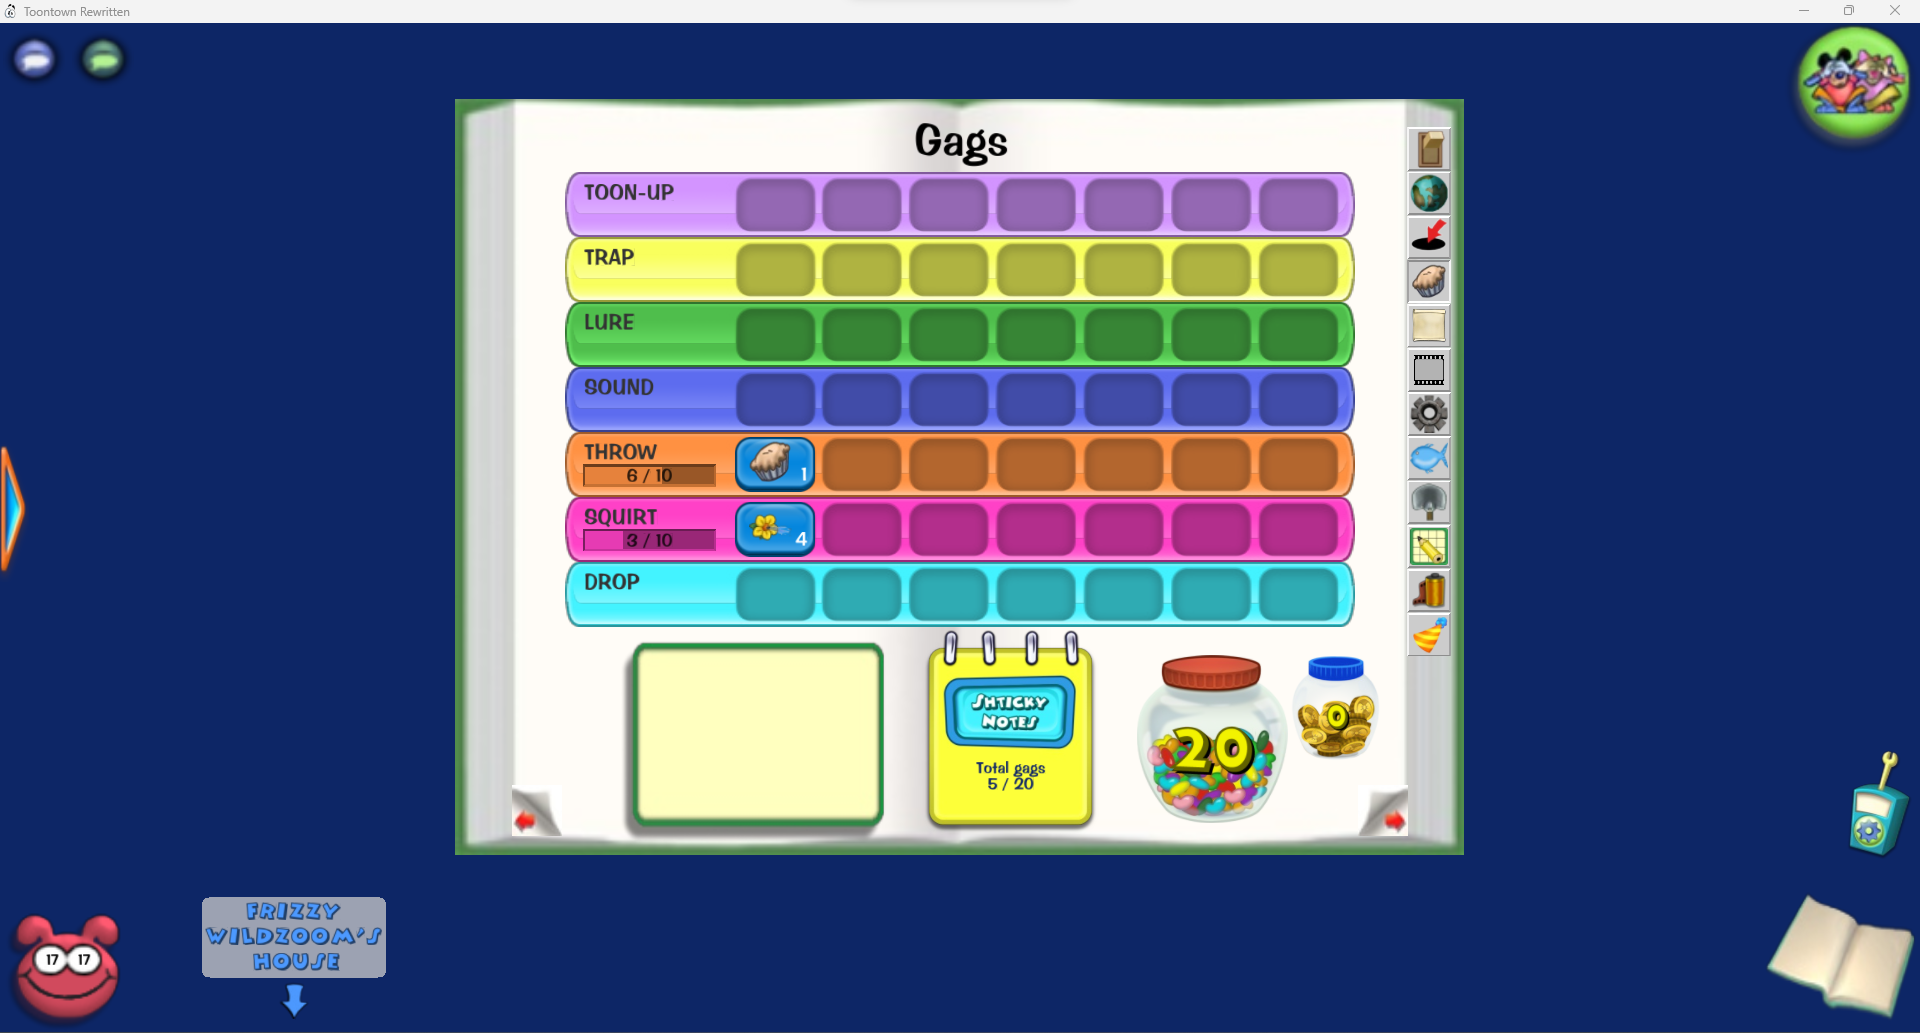 Toontown Rewritten
Gags
TOON-UP
TRAP
LURE
SOUND
THROW
6 / 10
1
SQUIRT
3 / 10
4
DROP
SHTICKY
NOTES
Total gags
5 / 20
20
0
FRIZZY
WILDZOOM'S
HOUSE
17 17